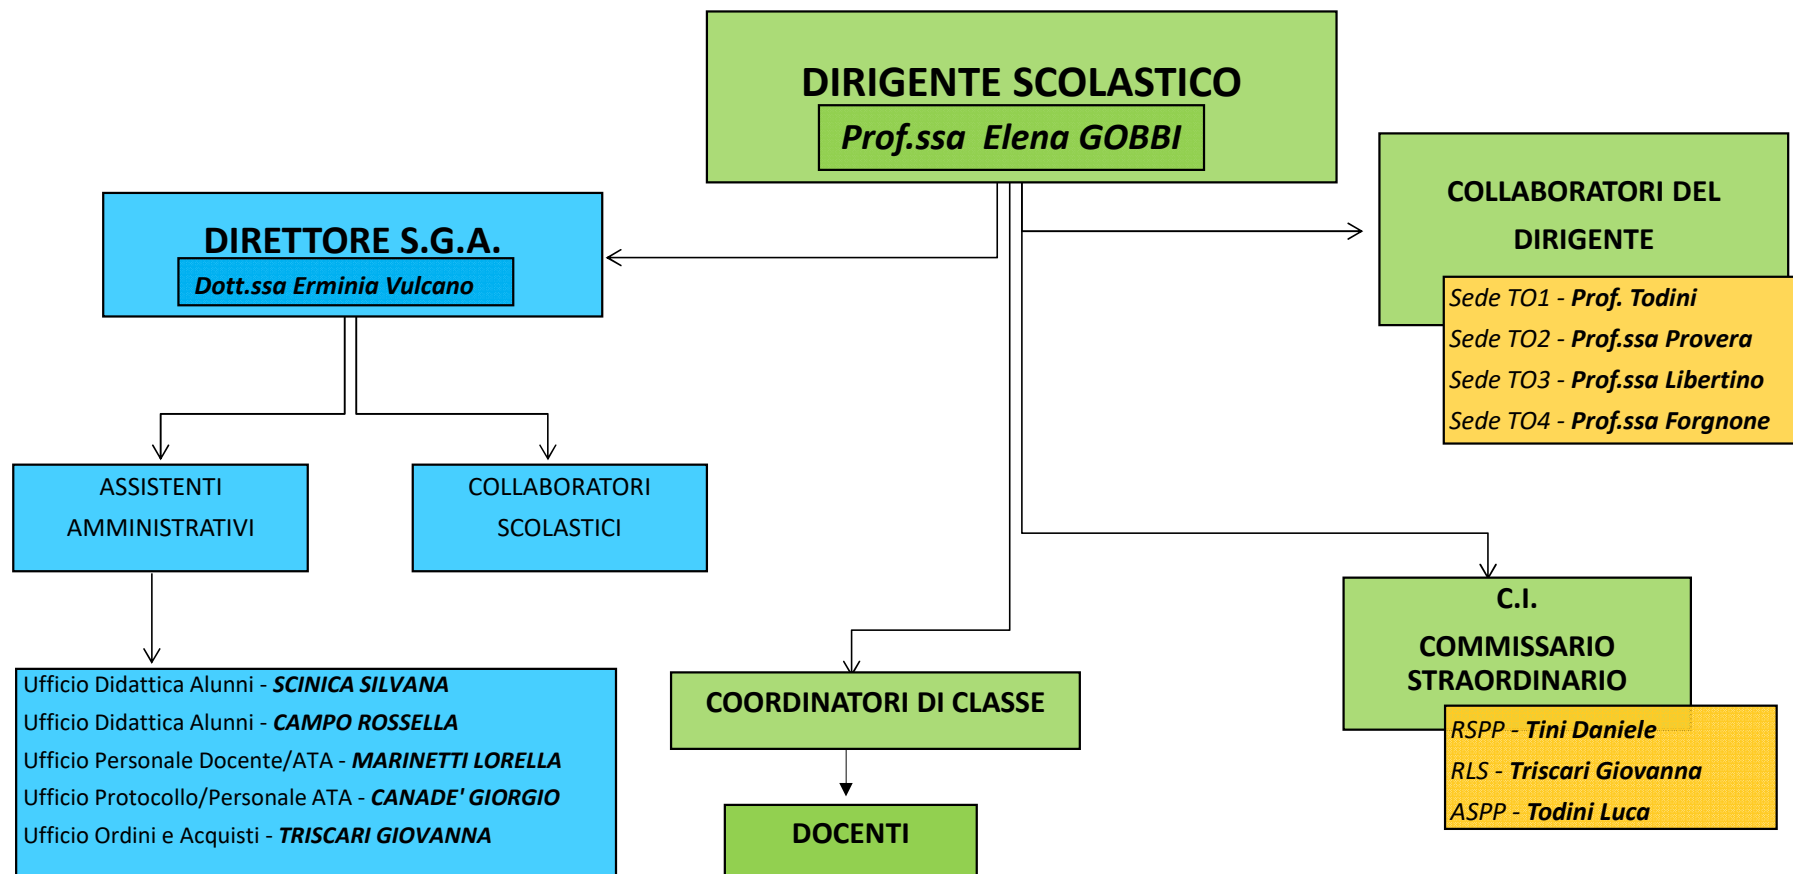 DIRIGENTE SCOLASTICO
Prof.ssa Elena GOBBI
COLLABORATORI DEL
DIRIGENTE
Sede TO1 - Prof. Todini
Sede TO2 - Prof.ssa Provera
Sede TO3 - Prof.ssa Libertino
Sede TO4 - Prof.ssa Forgnone
DIRETTORE S.G.A.
Dott.ssa Erminia Vulcano
ASSISTENTI
AMMINISTRATIVI
COLLABORATORI
SCOLASTICI
Ufficio Didattica Alunni - SCINICA SILVANA
Ufficio Didattica Alunni - CAMPO ROSSELLA
Ufficio Personale Docente/ATA - MARINETTI LORELLA
Ufficio Protocollo/Personale ATA - CANADE' GIORGIO
Ufficio Ordini e Acquisti - TRISCARI GIOVANNA
COORDINATORI DI CLASSE
DOCENTI
C.I.
COMMISSARIO
STRAORDINARIO
RSPP - Tini Daniele
RLS - Triscari Giovanna
ASPP - Todini Luca